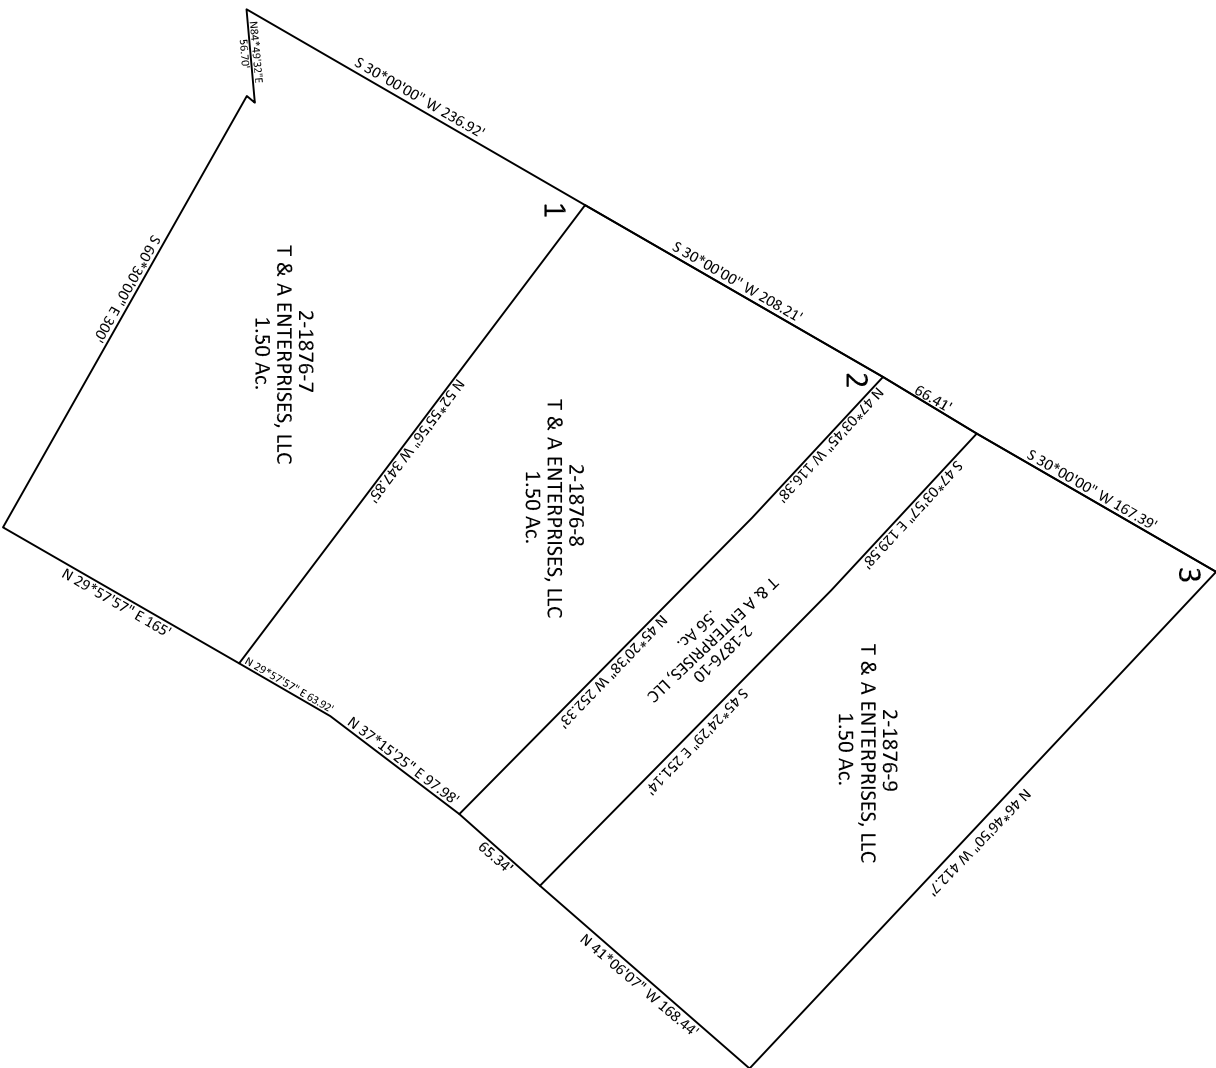 N84*49'32"E
56.70'
S 30*00'00" W 236.92'
1
S 60*30'00" E 300'
2-1876-7
T & A ENTERPRISES, LLC
1.50 Ac.
N 29*57'57" E 165'
N 52*55'56" W 347.85'
S 30*00'00" W 208.21'
2
2-1876-8
T & A ENTERPRISES, LLC
1.50 Ac.
N 29*57'57" E 63.92'
N 37*15'25" E 97.98'
N 47*03'45" W 116.38'
N 45*20'38" W 252.33'
66.41'
T & A ENTERPRISES, LLC
2-1876-10
.56 Ac.
65.34'
S 47*03'57" E 129.58'
S 45*24'29" E 251.14'
S 30*00'00" W 167.39'
3
2-1876-9
T & A ENTERPRISES, LLC
1.50 Ac.
N 46*46'50" W 412.7'
N 41*06'07" W 168.44'